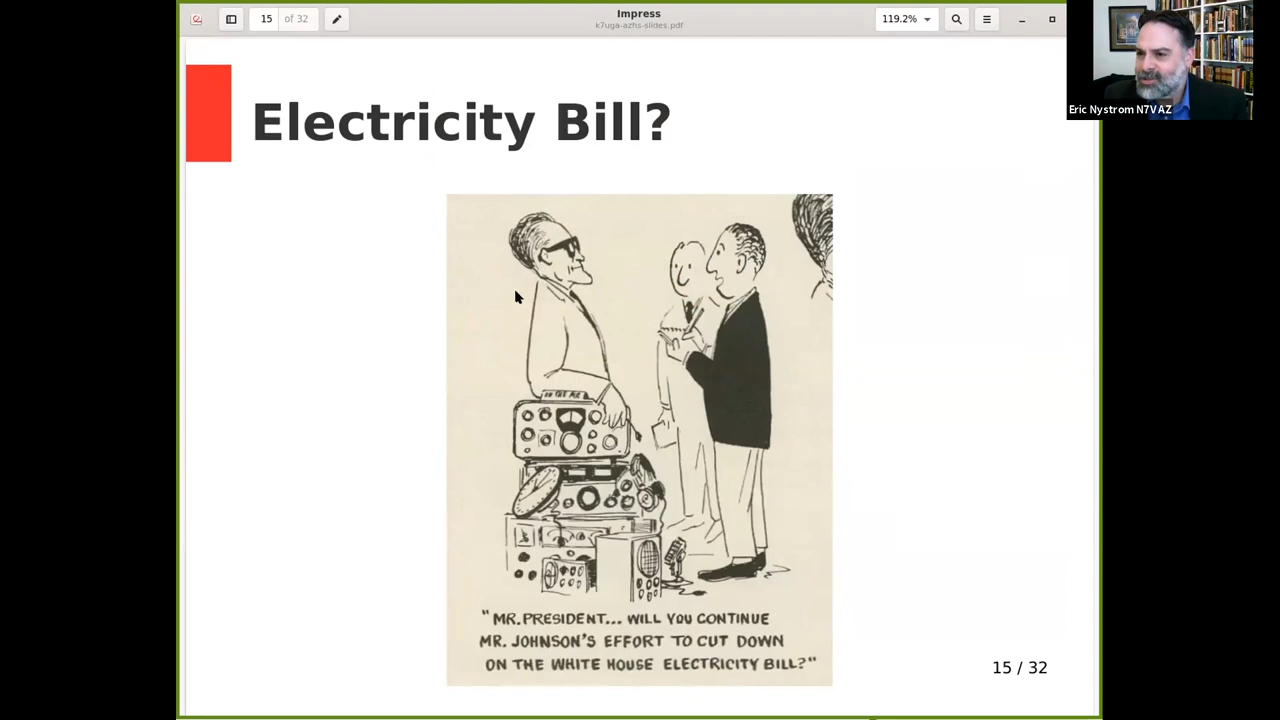 Impress
k7uga-azhs-slides.pdf
15 of 32
119.2%
Eric Nystrom N7VAZ
Electricity Bill?
"MR. PRESIDENT... WILL YOU CONTINUE
MR. JOHNSON'S EFFORT TO CUT DOWN
ON THE WHITE HOUSE ELECTRICITY BILL?"
15 / 32